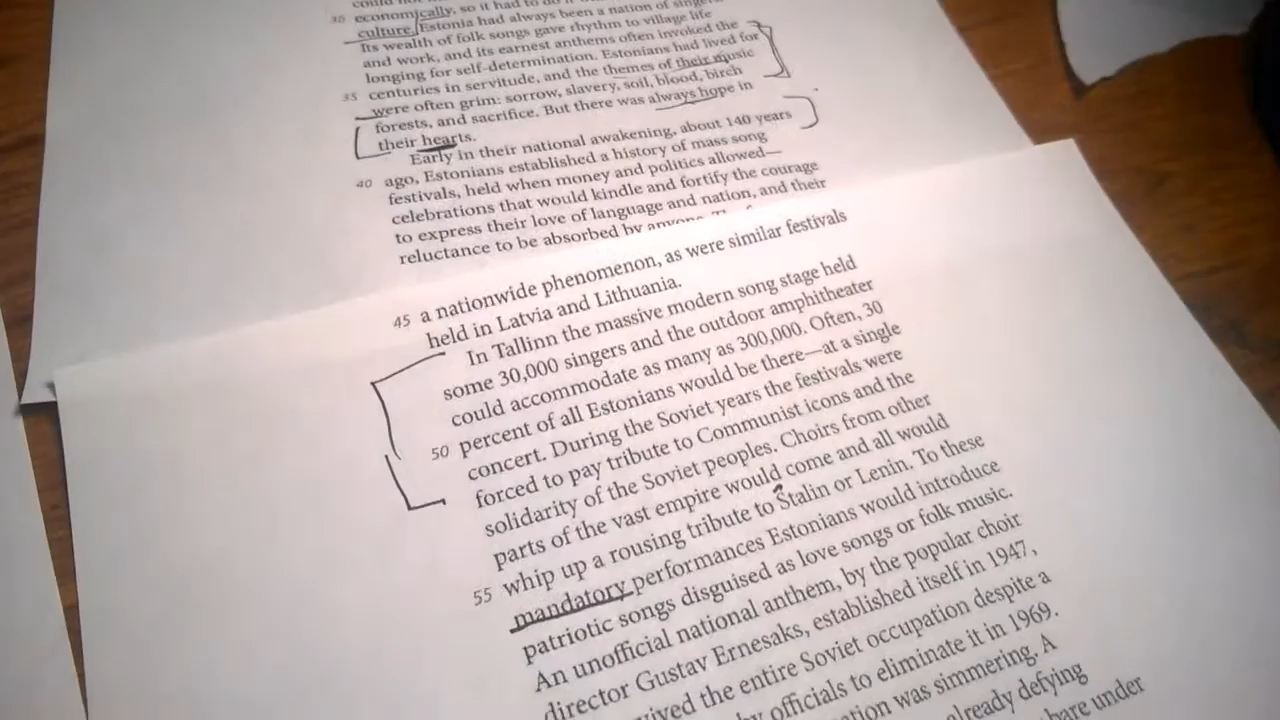 economically, so it had to do it
culture. Estonia had always been a nation of singers.
30
Its wealth of folk songs gave rhythm to village life
and work, and its earnest anthems often invoked the
longing for self-determination. Estonians had lived for
centuries in servitude, and the themes of their music
35 were often grim: sorrow, slavery, soil, blood, birch
forests, and sacrifice. But there was always hope in
their hearts.
Early in their national awakening, about 140 years
ago, Estonians established a history of mass song
40 festivals, held when money and politics allowed—
celebrations that would kindle and fortify the courage
to express their love of language and nation, and their
reluctance to be absorbed by anyone.
a nationwide phenomenon, as were similar festivals
45 held in Latvia and Lithuania.
In Tallinn the massive modern song stage held
some 30,000 singers and the outdoor amphitheater
could accommodate as many as 300,000. Often, 30
percent of all Estonians would be there—at a single
50 concert. During the Soviet years the festivals were
forced to pay tribute to Communist icons and the
solidarity of the Soviet peoples. Choirs from other
parts of the vast empire would come and all would
whip up a rousing tribute to Stalin or Lenin. To these
55 mandatory performances Estonians would introduce
patriotic songs disguised as love songs or folk music.
An unofficial national anthem, by the popular choir
director Gustav Ernesaks, established itself in 1947,
the entire Soviet occupation despite a
officials to eliminate it in 1969.
was simmering. A
already defying
under